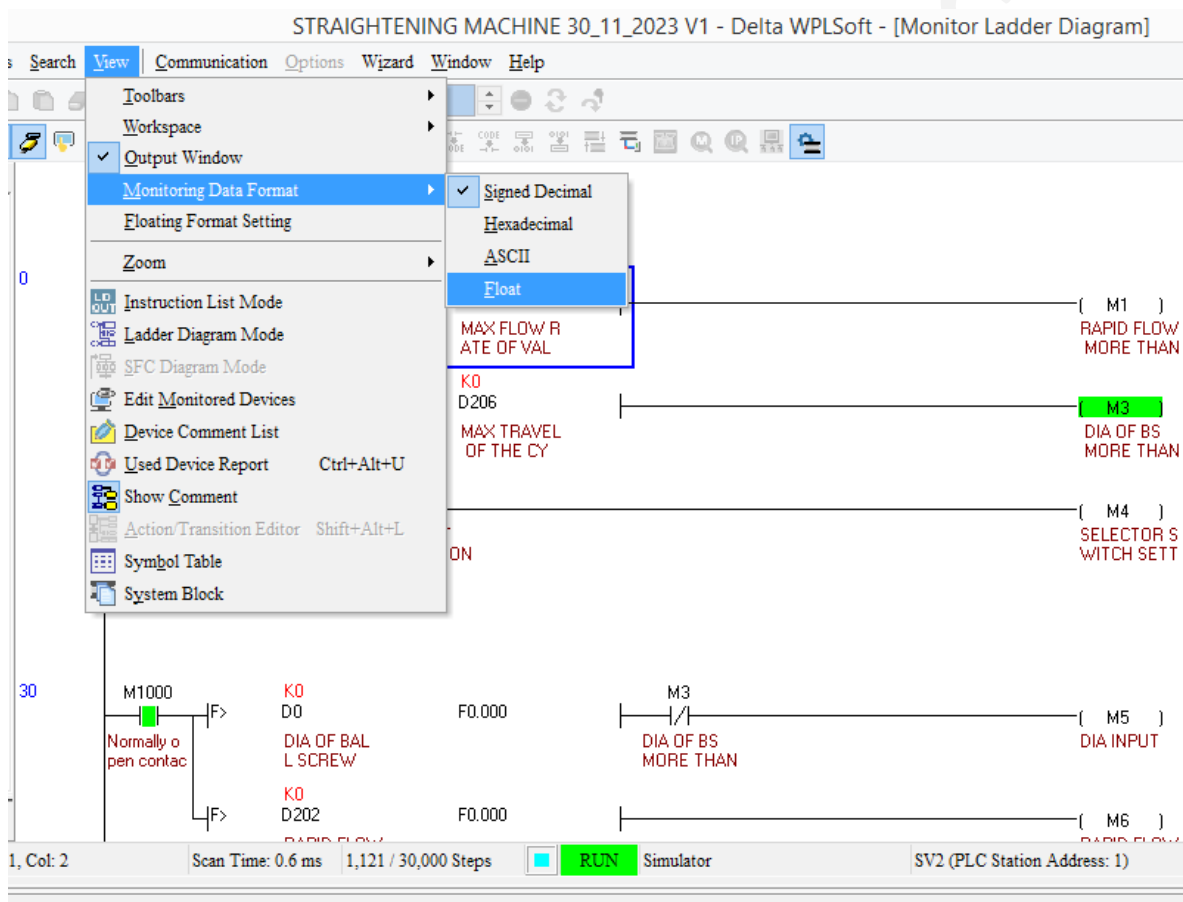 STRAIGHTENING MACHINE 30_11_2023 V1 - Delta WPLSoft - [Monitor Ladder Diagram]
s Search View Communication Options Wizard Window Help
Toolbars
Workspace
Output Window
Monitoring Data Format
Floating Format Setting
Zoom
Instruction List Mode
Ladder Diagram Mode
SFC Diagram Mode
Edit Monitored Devices
Device Comment List
Used Device Report Ctrl+Alt+U
Show Comment
Action/Transition Editor Shift+Alt+L
Symbol Table
System Block
Signed Decimal
Hexadecimal
ASCII
Float
0
M1
MAX FLOW R
ATE OF VAL
RAPID FLOW
MORE THAN
K0
D206
M3
MAX TRAVEL
OF THE CY
DIA OF BS
MORE THAN
M4
ON
SELECTOR S
WITCH SETT
30
M1000
K0
M3
F>
D0
F0.000
M5
Normally o
pen contac
DIA OF BAL
L SCREW
DIA OF BS
MORE THAN
DIA INPUT
K0
F>
D202
F0.000
M6
RAPID FLOW
RAPID FLOW
1, Col: 2 Scan Time: 0.6 ms 1,121 / 30,000 Steps RUN Simulator SV2 (PLC Station Address: 1)